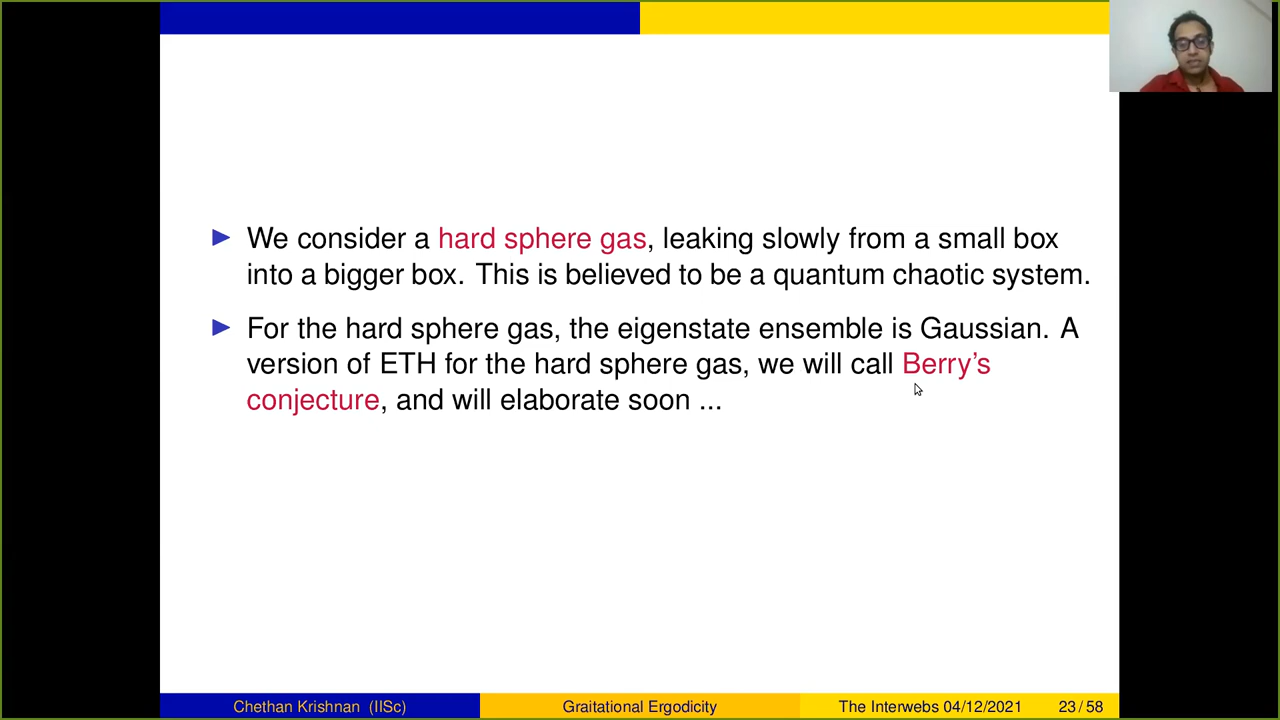 We consider a hard sphere gas, leaking slowly from a small box
into a bigger box. This is believed to be a quantum chaotic system.
For the hard sphere gas, the eigenstate ensemble is Gaussian. A
version of ETH for the hard sphere gas, we will call Berry's
conjecture, and will elaborate soon ...
Chethan Krishnan (IISc) Graitational Ergodicity The Interwebs 04/12/2021 23 / 58